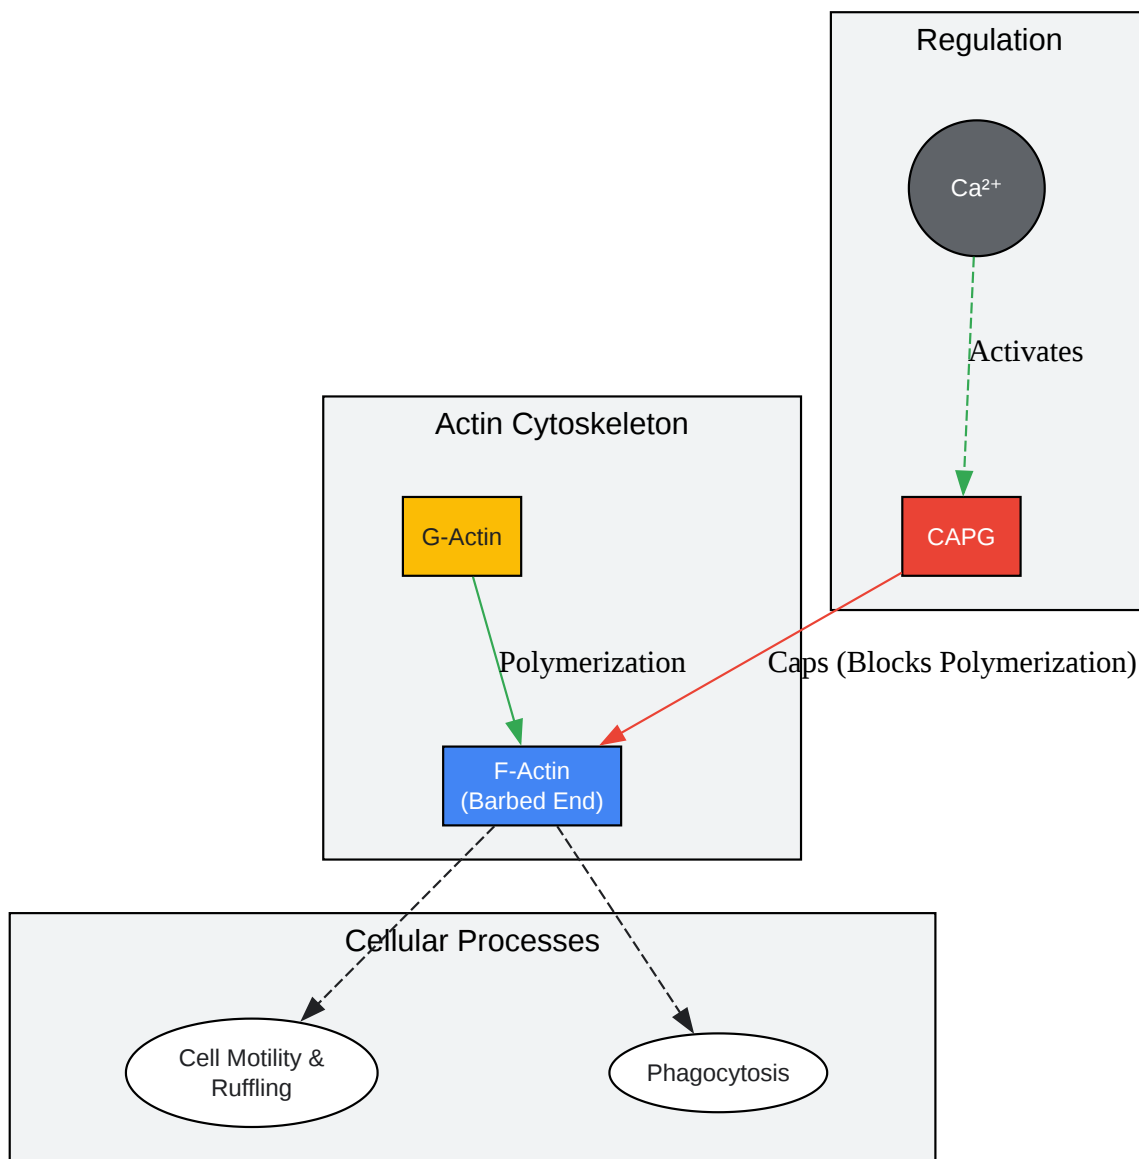 Regulation
Ca²⁺
Activates
Actin Cytoskeleton
G-Actin
CAPG
Polymerization
Caps (Blocks Polymerization)
F-Actin
(Barbed End)
Cellular Processes
Cell Motility &
Ruffling
Phagocytosis